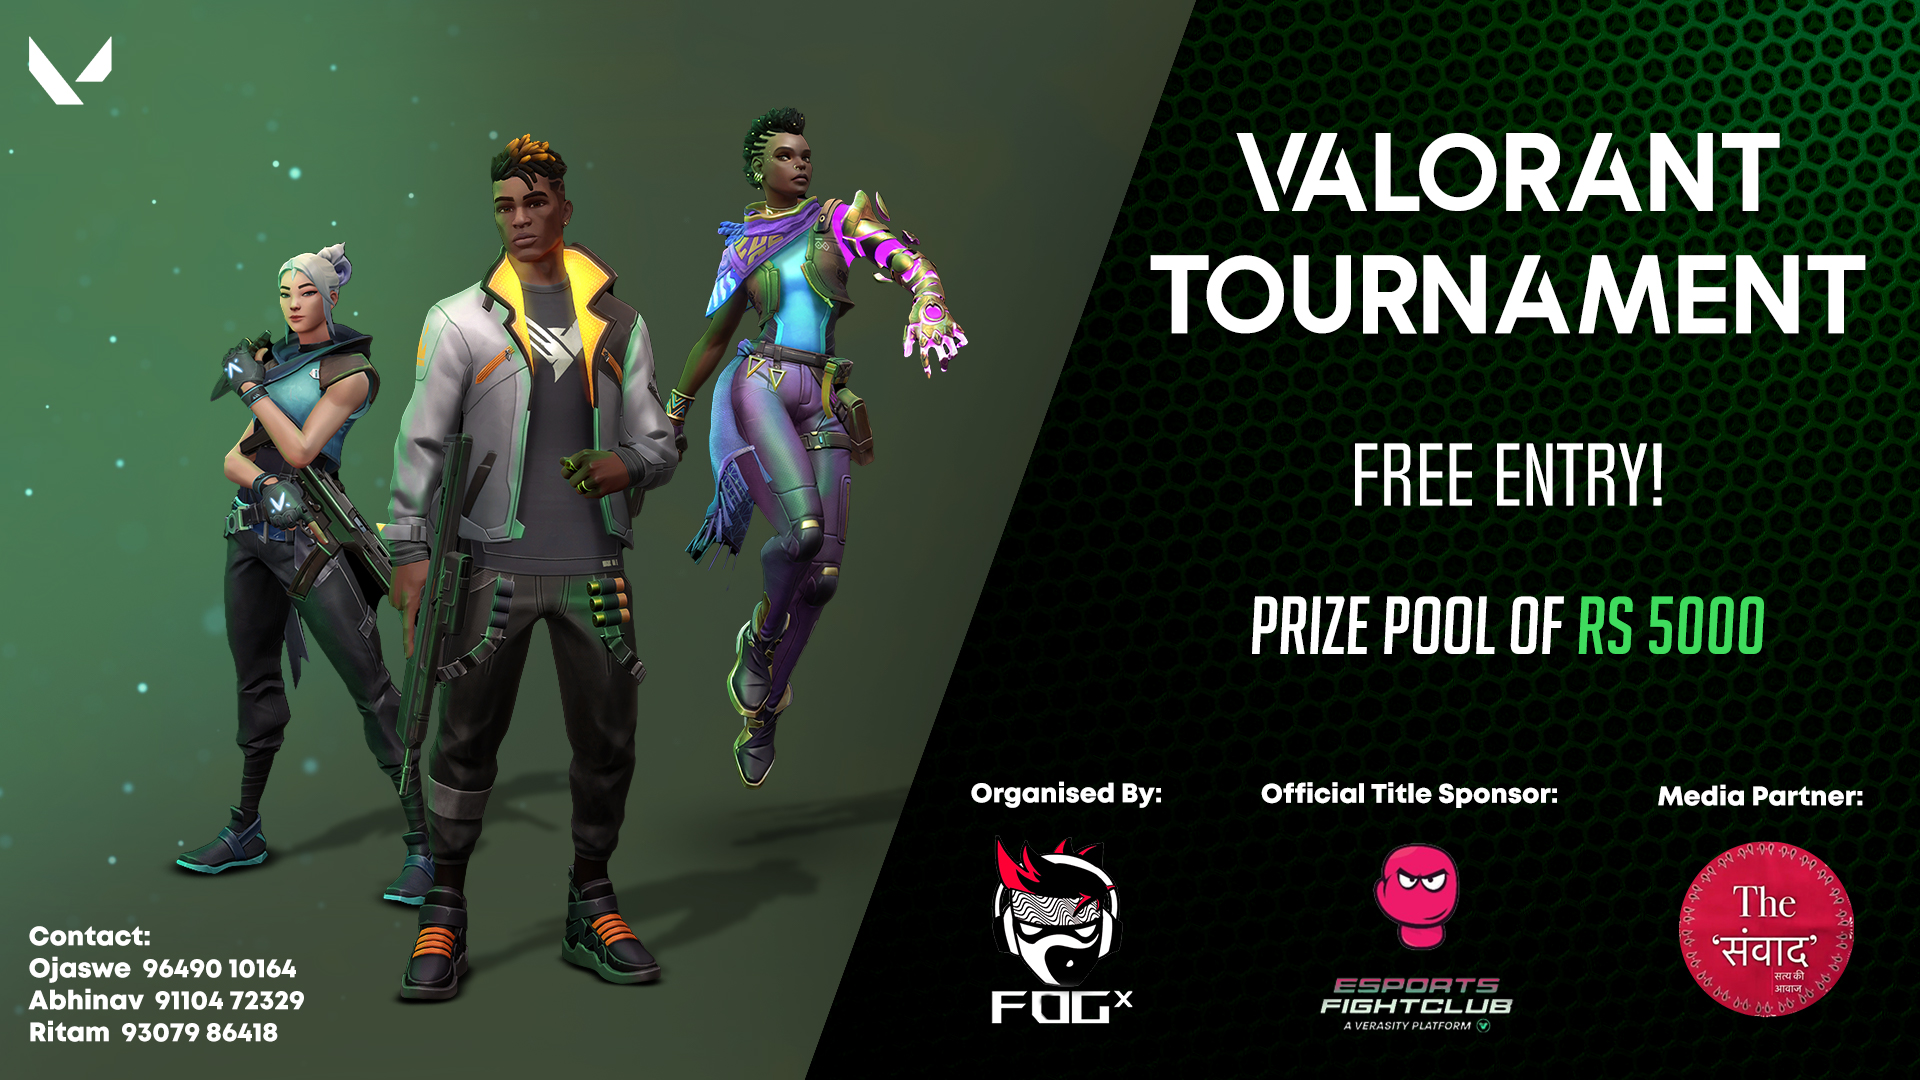 VALORANT
TOURNAMENT
FREE ENTRY!
PRIZE POOL OF RS 5000
Organised By:
FOGx
Official Title Sponsor:
ESPORTS
FIGHTCLUB
A VERASITY PLATFORM
Media Partner:
The
‘संवाद’
सत्य की
आवाज
Contact:
Ojaswe 96490 10164
Abhinav 91104 72329
Ritam 93079 86418